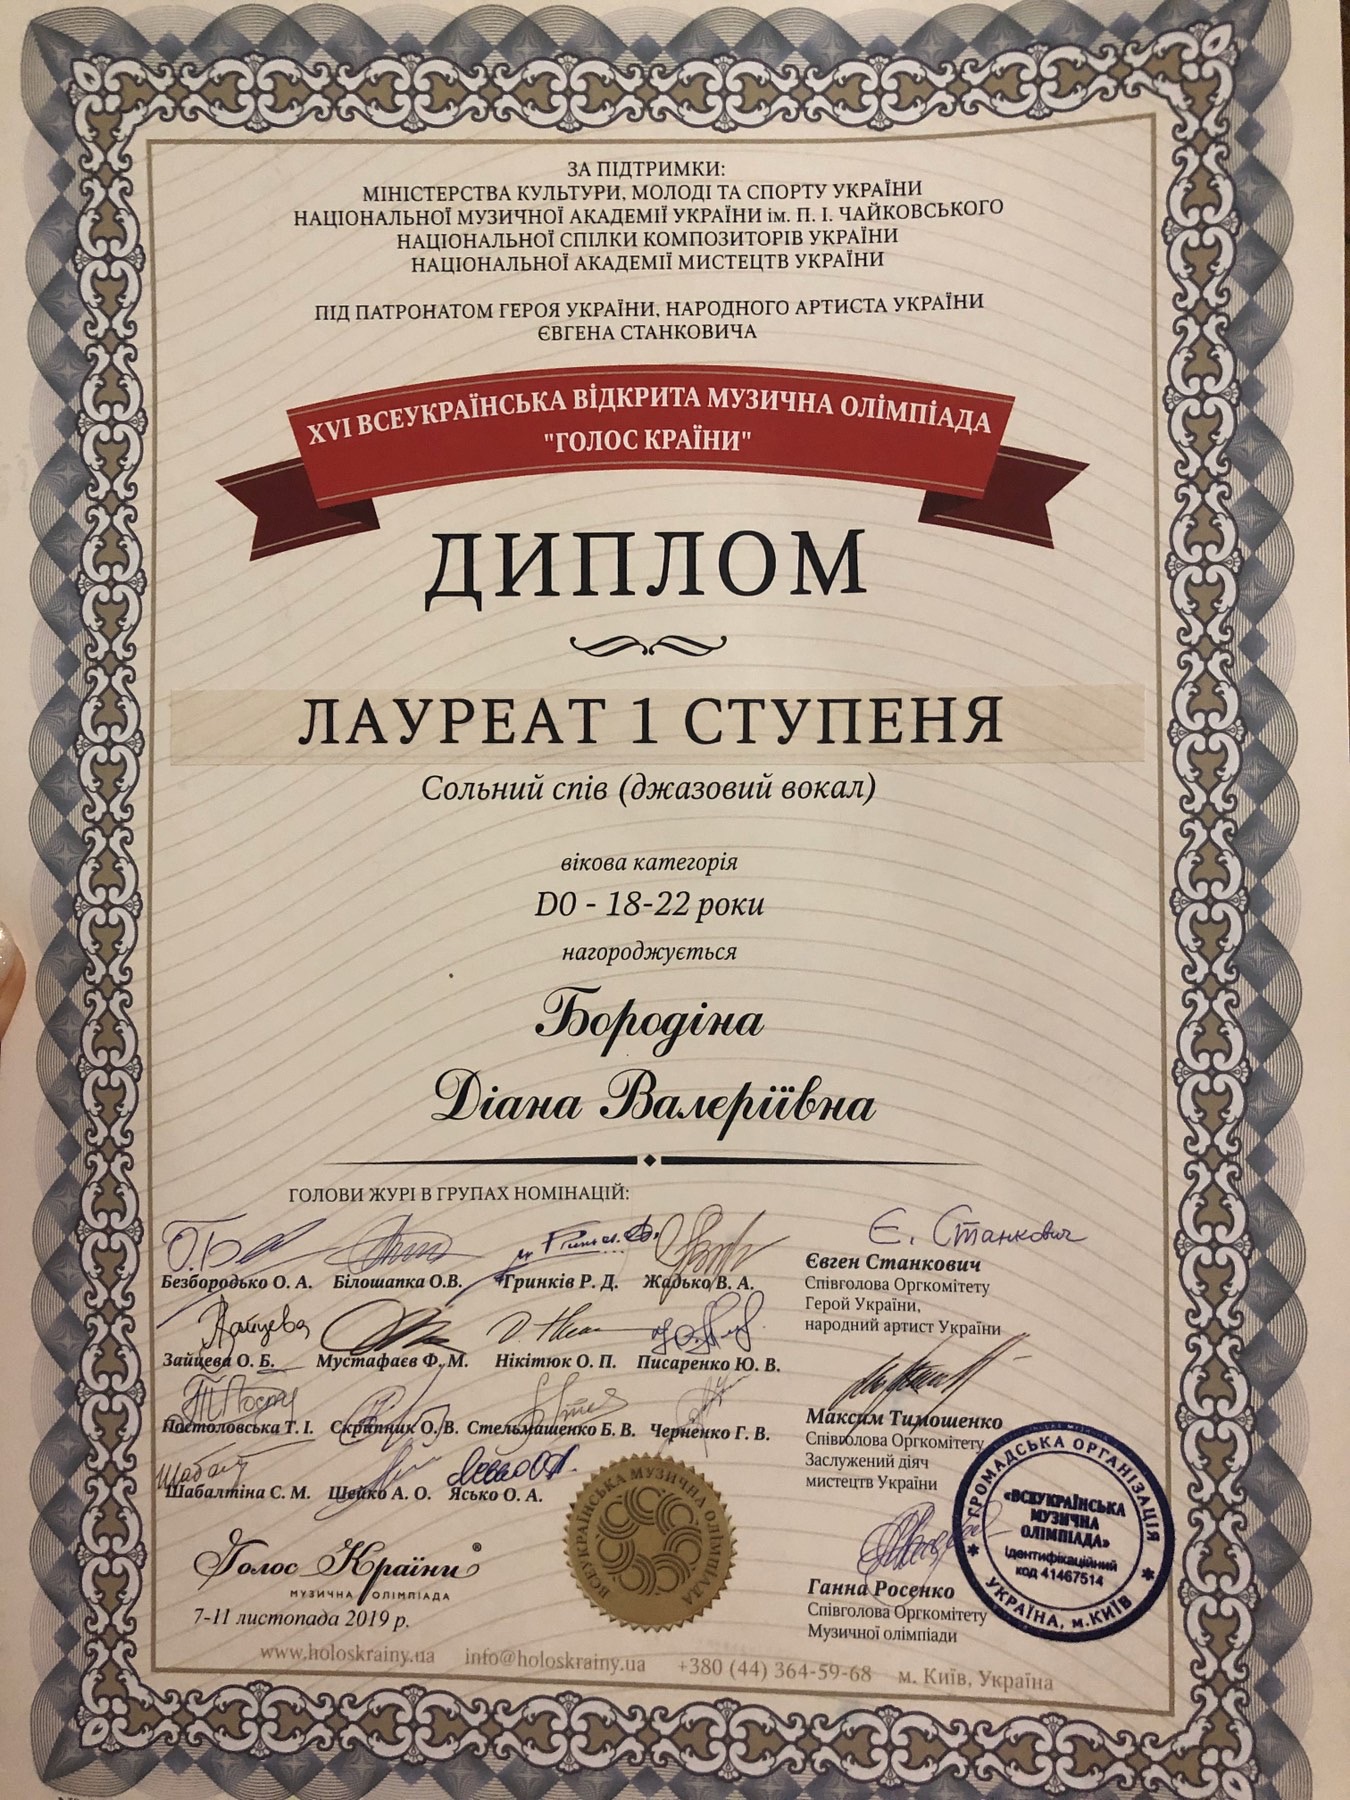 ЗА ПІДТРИМКИ:
МІНІСТЕРСТВА КУЛЬТУРИ, МОЛОДІ ТА СПОРТУ УКРАЇНИ
НАЦІОНАЛЬНОЇ МУЗИЧНОЇ АКАДЕМІЇ УКРАЇНИ ім. П. І. ЧАЙКОВСЬКОГО
НАЦІОНАЛЬНОЇ СПІЛКИ КОМПОЗИТОРІВ УКРАЇНИ
НАЦІОНАЛЬНОЇ АКАДЕМІЇ МИСТЕЦТВ УКРАЇНИ
ПІД ПАТРОНАТОМ ГЕРОЯ УКРАЇНИ, НАРОДНОГО АРТИСТА УКРАЇНИ
ЄВГЕНА СТАНКОВИЧА
XVI ВСЕУКРАЇНСЬКА ВІДКРИТА МУЗИЧНА ОЛІМПІАДА
"ГОЛОС КРАЇНИ"
ДИПЛОМ
ЛАУРЕАТ 1 СТУПЕНЯ
Сольний спів (джазовий вокал)
вікова категорія
D0 - 18-22 роки
нагороджується
Бородіна
Діана Валеріївна
ГОЛОВИ ЖУРІ В ГРУПАХ НОМІНАЦІЙ:
Безбородько О. А. Білошапка О.В. Гринків Р. Д. Жадько В. А.
Зайцева
Зайцева О. Б. Мустафаєв Ф. М. Нікітюк О. П. Писаренко Ю. В.
Постоловська Т. І. Скрипник О. В. Стельмашенко Б. В. Черненко Г. В.
Шабалтіна С. М. Шейко А. О. Ясько О. А.
Є. Станкович
Євген Станкович
Співголова Оргкомітету
Герой України,
народний артист України
Максим Тимошенко
Співголова Оргкомітету
Заслужений діяч
мистецтв України
Ганна Росенко
Співголова Оргкомітету
Музичної олімпіади
ГРОМАДСЬКА ОРГАНІЗАЦІЯ
«ВСЕУКРАЇНСЬКА
МУЗИЧНА
ОЛІМПІАДА»
Ідентифікаційний
код 41467514
УКРАЇНА, м.КИЇВ
ВСЕУКРАЇНСЬКА МУЗИЧНА ОЛІМПІАДА
Голос Країни®
МУЗИЧНА ОЛІМПІАДА
7-11 листопада 2019 р.
www.holoskrainy.ua info@holoskrainy.ua +380 (44) 364-59-68 м. Київ, Україна